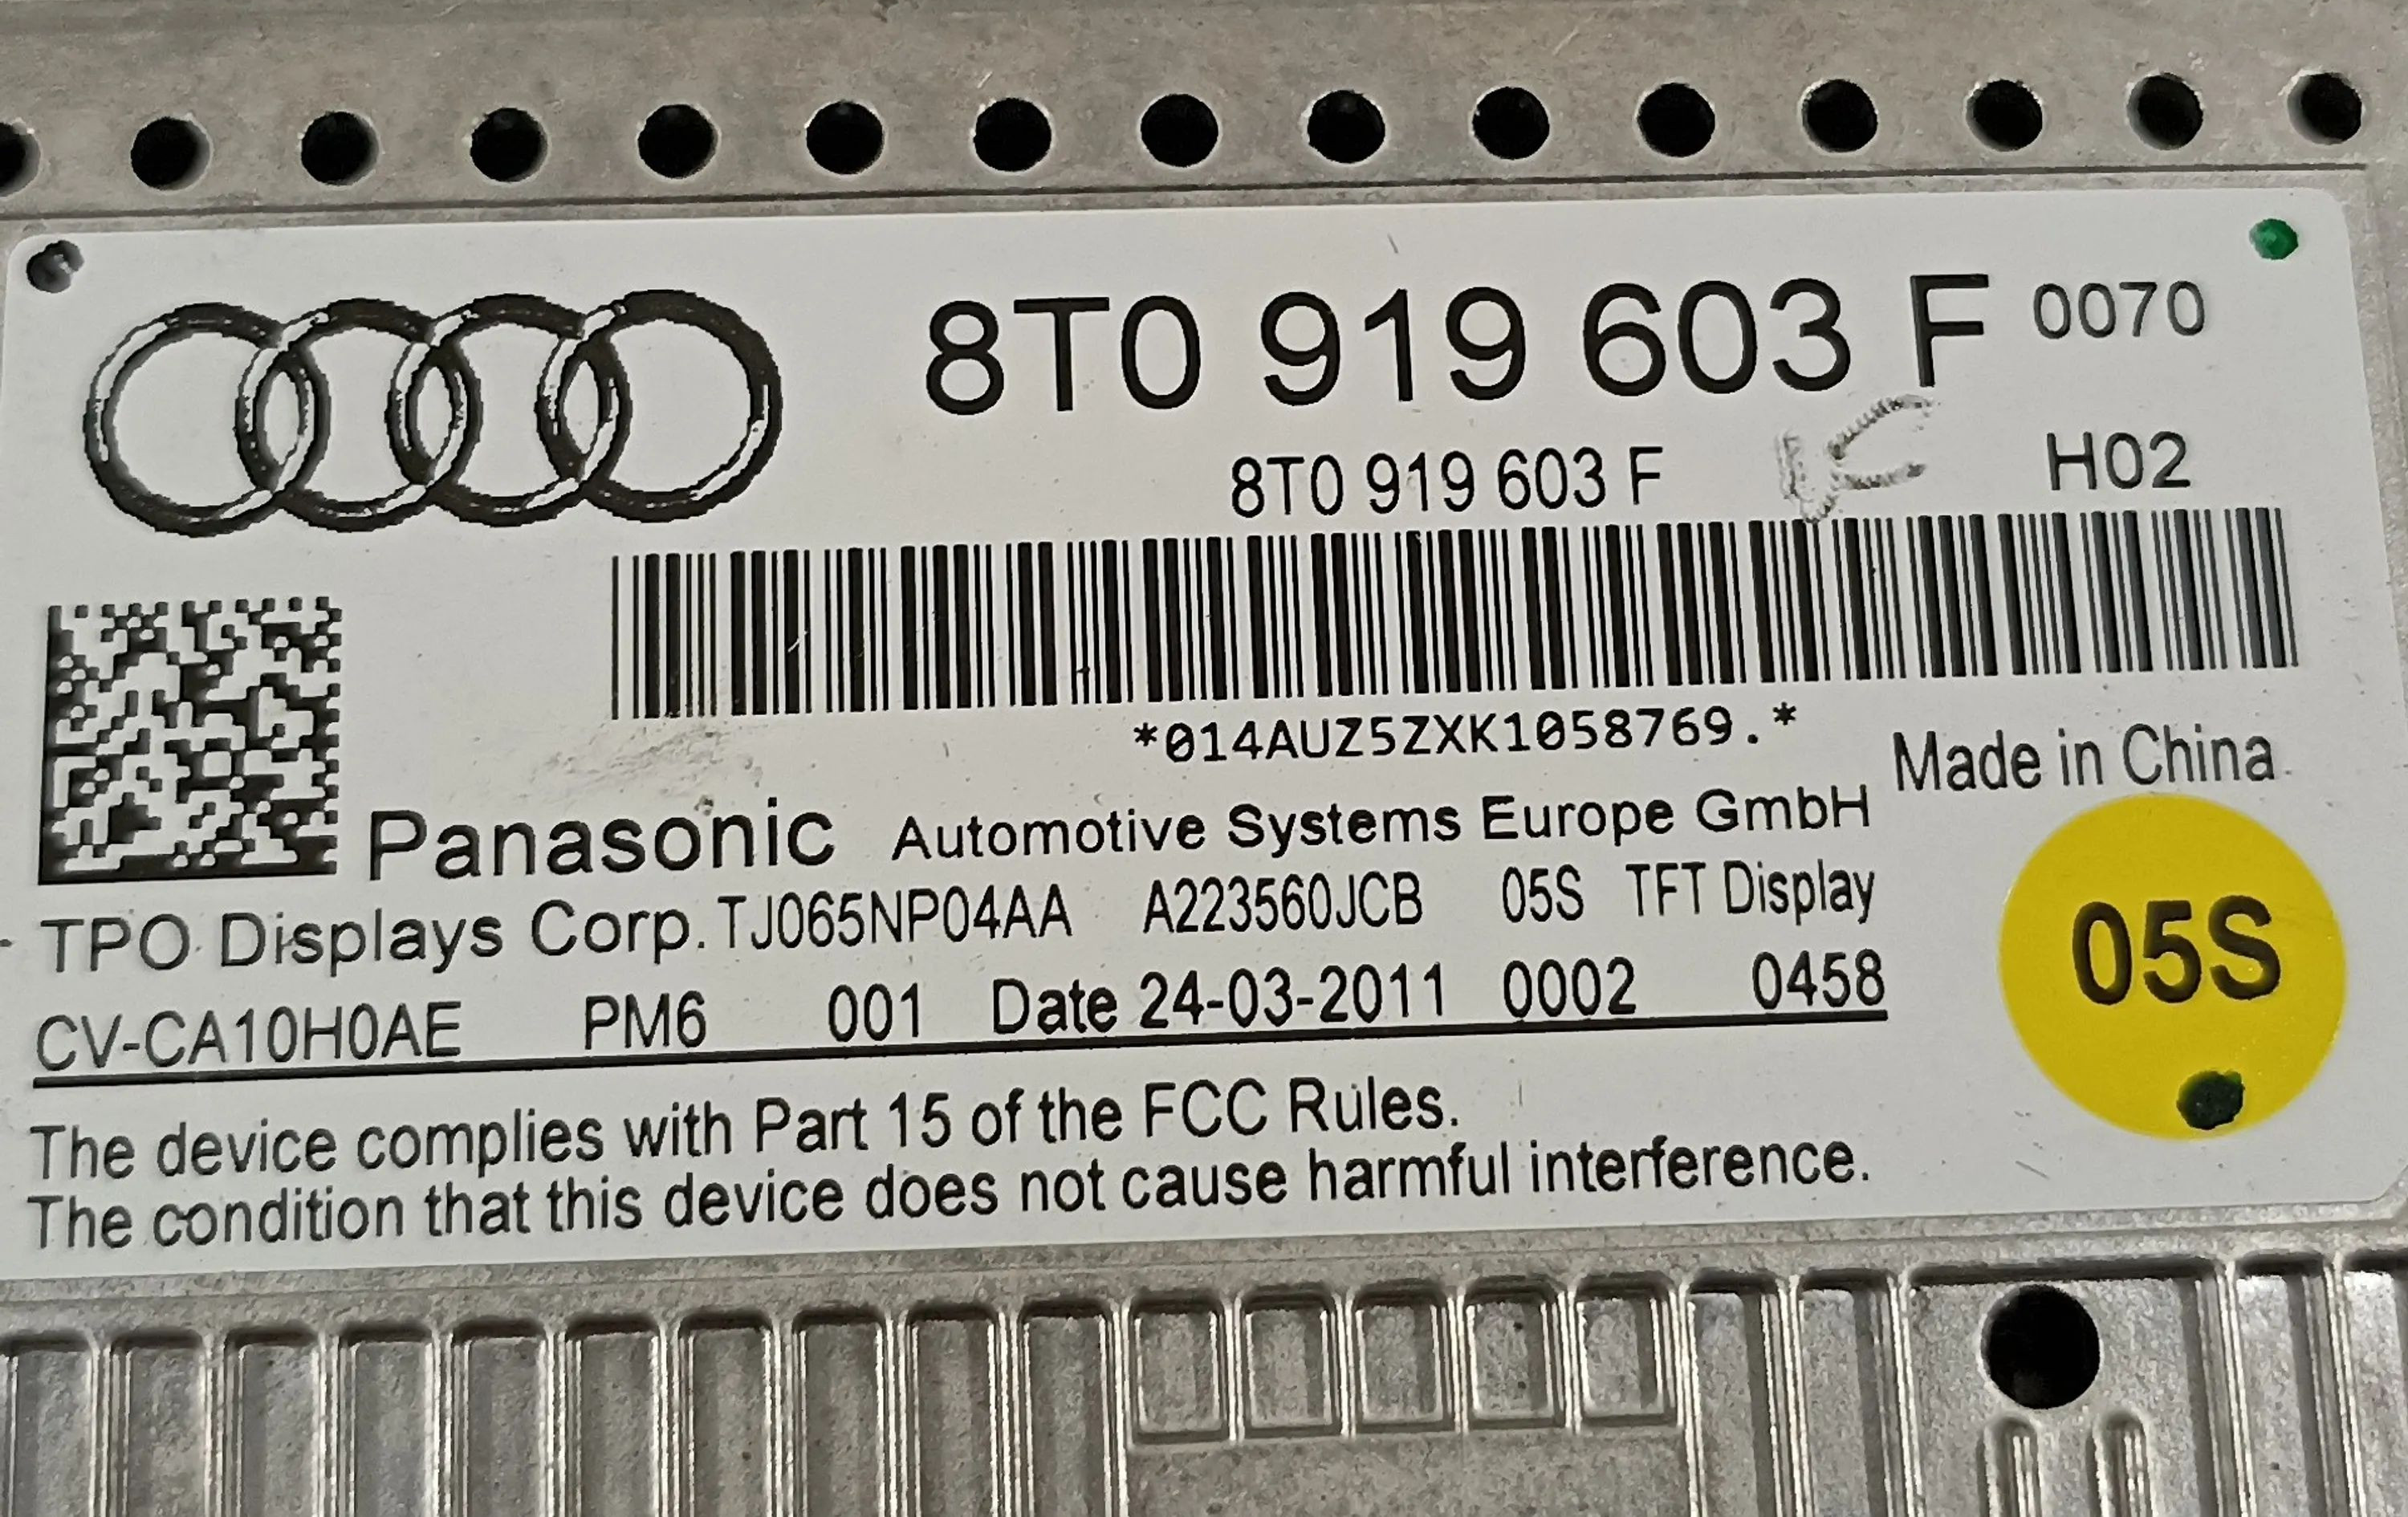 8T0 919 603 F 0070
8T0 919 603 F H02
*014AUZ5ZXK1058769.*
Made in China
Panasonic Automotive Systems Europe GmbH
TPO Displays Corp. TJ065NP04AA A223560JCB 05S TFT Display
05S
CV-CA10H0AE PM6 001 Date 24-03-2011 0002 0458
The device complies with Part 15 of the FCC Rules.
The condition that this device does not cause harmful interference.